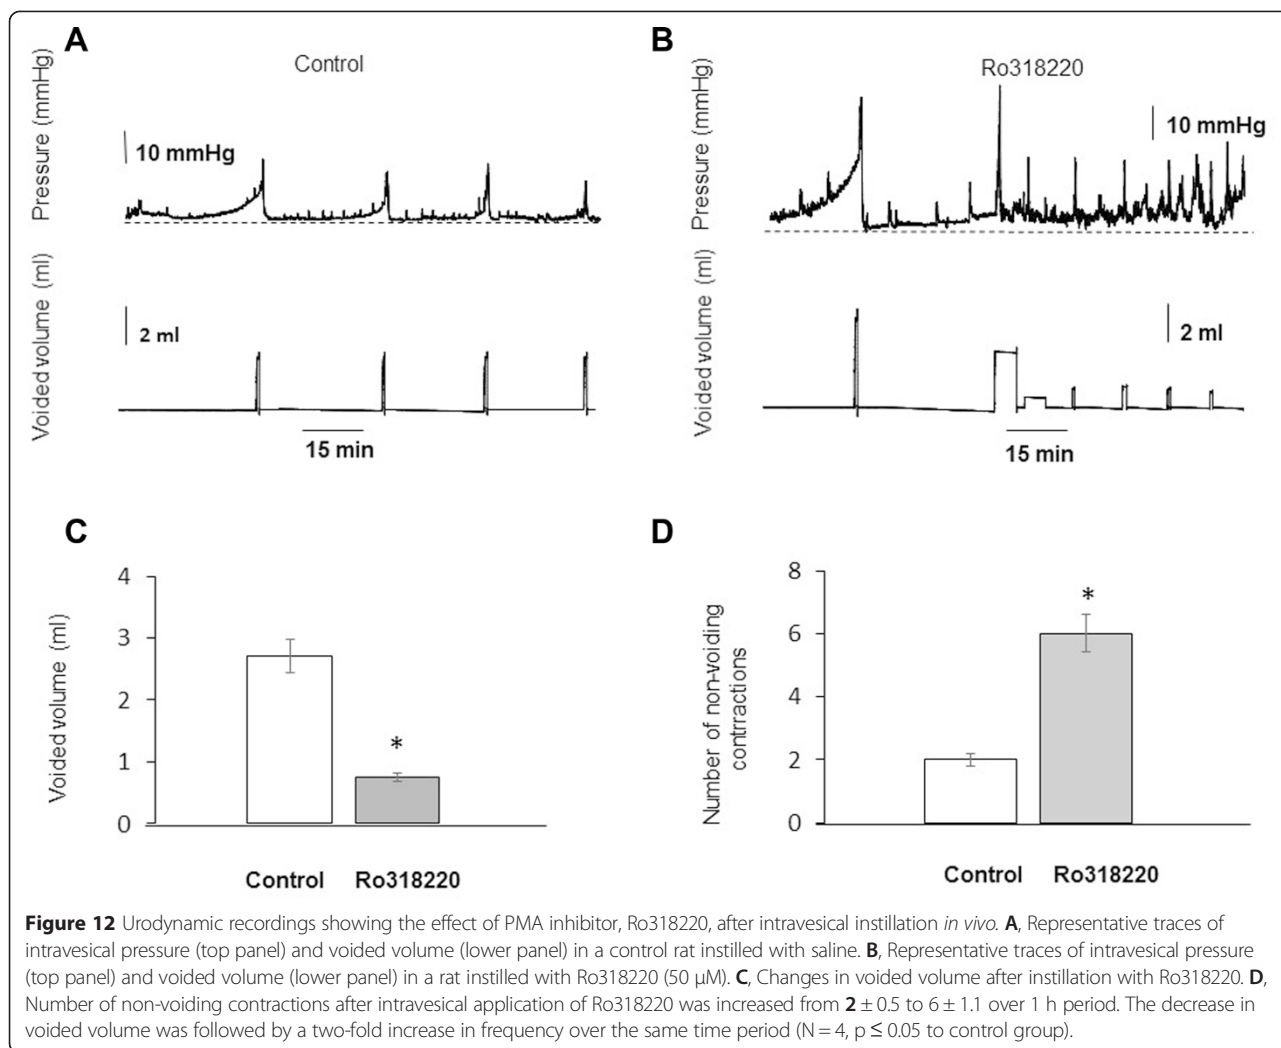 A
Control
Pressure (mmHg)
10 mmHg
Voided volume (ml)
2 ml
15 min
B
Ro318220
Pressure (mmHg)
10 mmHg
Voided volume (ml)
2 ml
15 min
C
Voided volume (ml)
4
3
2
1
0
*
Control Ro318220
D
Number of non-voiding
contrractions
8
6
4
2
0
*
Control Ro318220
Figure 12 Urodynamic recordings showing the effect of PMA inhibitor, Ro318220, after intravesical instillation in vivo. A, Representative traces of
intravesical pressure (top panel) and voided volume (lower panel) in a control rat instilled with saline. B, Representative traces of intravesical pressure
(top panel) and voided volume (lower panel) in a rat instilled with Ro318220 (50 μM). C, Changes in voided volume after instillation with Ro318220. D,
Number of non-voiding contractions after intravesical application of Ro318220 was increased from 2 ± 0.5 to 6 ± 1.1 over 1 h period. The decrease in
voided volume was followed by a two-fold increase in frequency over the same time period (N = 4, p ≤ 0.05 to control group).